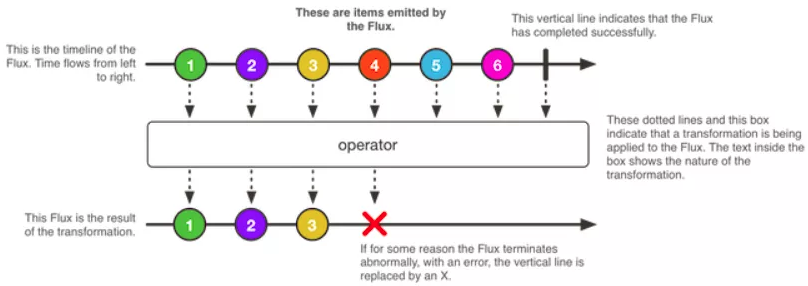 These are items emitted by
the Flux.
This vertical line indicates that the Flux
has completed successfully.
This is the timeline of the
Flux. Time flows from left
to right.
1 2 3 4 5 6
operator
These dotted lines and this box
indicate that a transformation is being
applied to the Flux. The text inside the
box shows the nature of the
transformation.
This Flux is the result
of the transformation.
1 2 3
If for some reason the Flux terminates
abnormally, with an error, the vertical line is
replaced by an X.